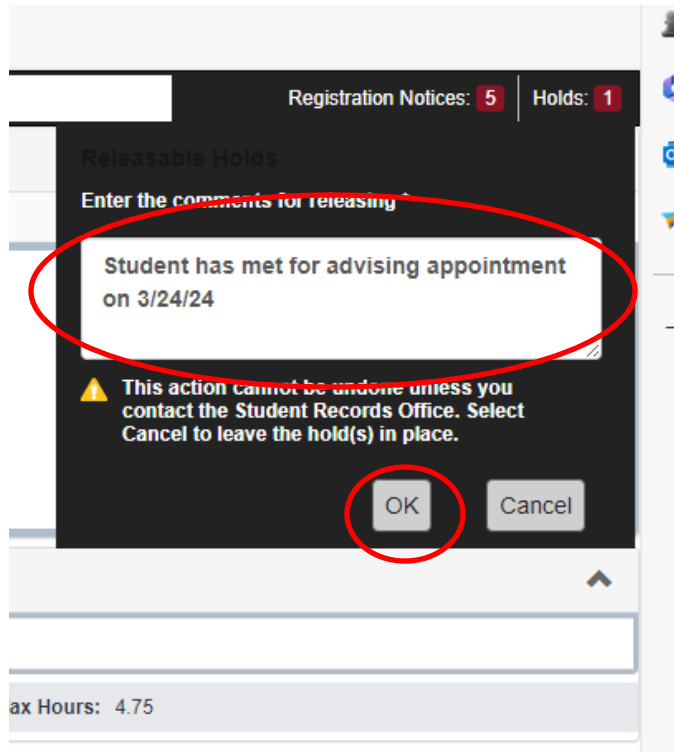 Registration Notices: 5 Holds: 1
Releasable Holds
Enter the comments for releasing *
Student has met for advising appointment
on 3/24/24
This action cannot be undone unless you
contact the Student Records Office. Select
Cancel to leave the hold(s) in place.
OK Cancel
ax Hours: 4.75